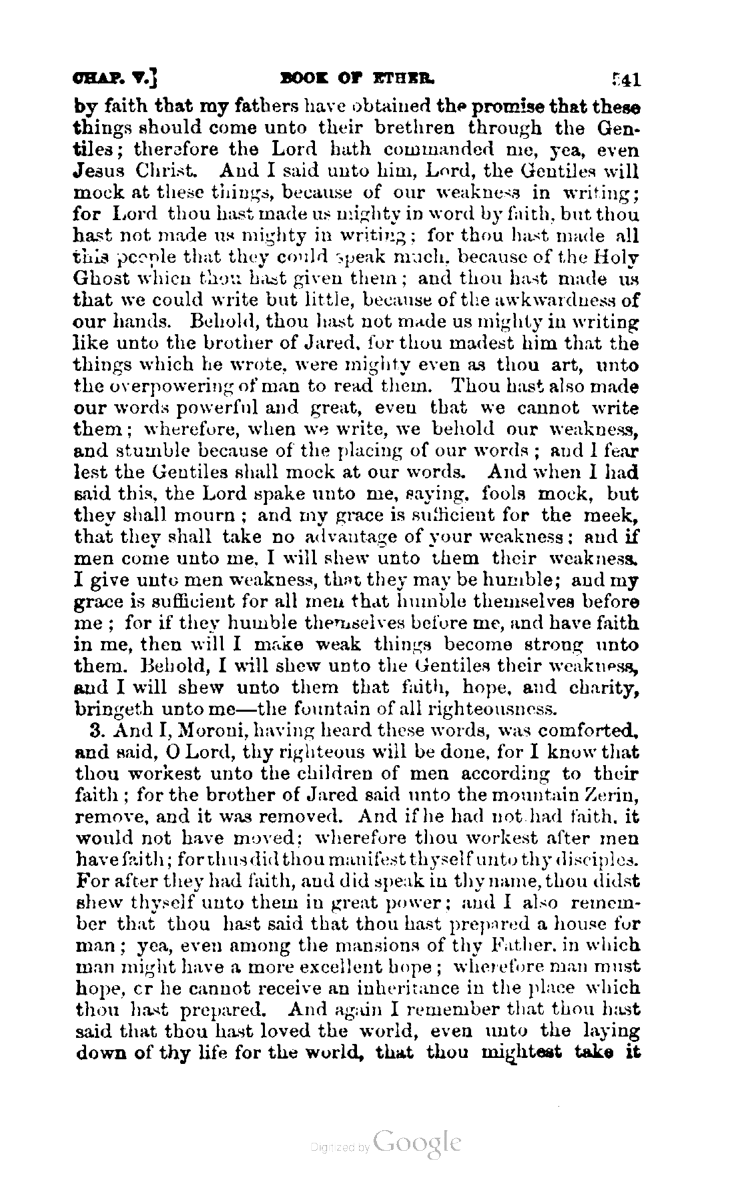 CHAP. V.] BOOK OF ETHER. 541
by faith that my fathers have obtained the promise that these
things should come unto their brethren through the Gen-
tiles; therefore the Lord hath commanded me, yea, even
Jesus Christ. And I said unto him, Lord, the Gentiles will
mock at these things, because of our weakness in writing;
for Lord thou hast made us mighty in word by faith, but thou
hast not made us mighty in writing; for thou hast made all
this people that they could speak much, because of the Holy
Ghost which thou hast given them; and thou hast made us
that we could write but little, because of the awkwardness of
our hands. Behold, thou hast not made us mighty in writing
like unto the brother of Jared, for thou madest him that the
things which he wrote, were mighty even as thou art, unto
the overpowering of man to read them. Thou hast also made
our words powerful and great, even that we cannot write
them; wherefore, when we write, we behold our weakness,
and stumble because of the placing of our words; and I fear
lest the Gentiles shall mock at our words. And when I had
said this, the Lord spake unto me, saying, fools mock, but
they shall mourn; and my grace is sufficient for the meek,
that they shall take no advantage of your weakness; and if
men come unto me, I will shew unto them their weakness.
I give unto men weakness, that they may be humble; and my
grace is sufficient for all men that humble themselves before
me; for if they humble themselves before me, and have faith
in me, then will I make weak things become strong unto
them. Behold, I will shew unto the Gentiles their weakness,
and I will shew unto them that faith, hope, and charity,
bringeth unto me—the fountain of all righteousness.
3. And I, Moroni, having heard these words, was comforted,
and said, O Lord, thy righteous will be done, for I know that
thou workest unto the children of men according to their
faith; for the brother of Jared said unto the mountain Zerin,
remove, and it was removed. And if he had not had faith, it
would not have moved; wherefore thou workest after men
have faith; for thus did thou manifest thyself unto thy disciples.
For after they had faith, and did speak in thy name, thou didst
shew thyself unto them in great power; and I also remem-
ber that thou hast said that thou hast prepared a house for
man; yea, even among the mansions of thy Father, in which
man might have a more excellent hope; wherefore man must
hope, or he cannot receive an inheritance in the place which
thou hast prepared. And again I remember that thou hast
said that thou hast loved the world, even unto the laying
down of thy life for the world, that thou mightest take it
Digitized by Google